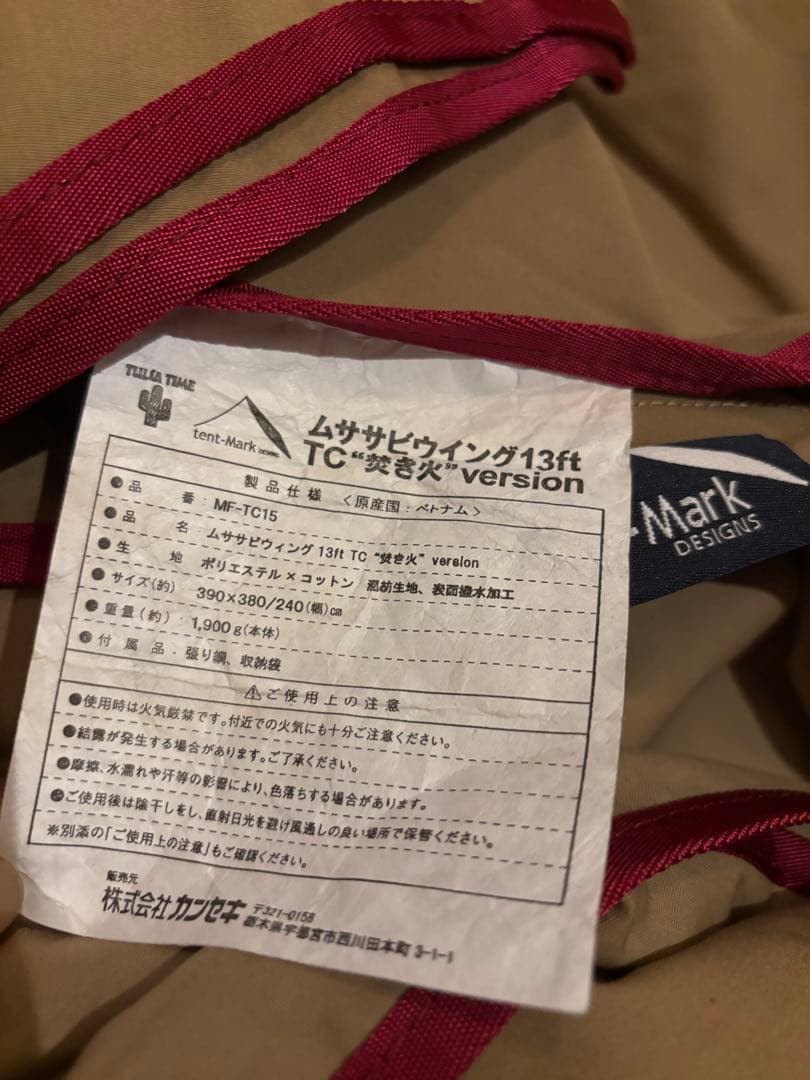 TULSA TIME
tent-Mark DESIGNS
ムササビウイング13ft
TC “焚き火” version
製品仕様 <原産国:ベトナム>
●品番:MF-TC15
●品名:ムササビウィング 13ft TC “焚き火” version
●生地 ポリエステル×コットン 混紡生地、表面撥水加工
●サイズ(約) 390×380/240(幅)cm
●重量(約) 1,900g(本体)
●付属品:張り綱、収納袋
⚠ご使用上の注意
●使用時は火気厳禁です。付近での火気にも十分ご注意ください。
●結露が発生する場合があります。ご了承ください。
●摩擦、水濡れや汗等の影響により、色落ちする場合があります。
●ご使用後は陰干しをし、直射日光を避け風通しの良い場所で保管ください。
※別添の「ご使用上の注意」もご確認ください。
販売元
株式会社カンセキ 〒321-0158
栃木県宇都宮市西川田本町 3-1-1
-Mark
DESIGNS